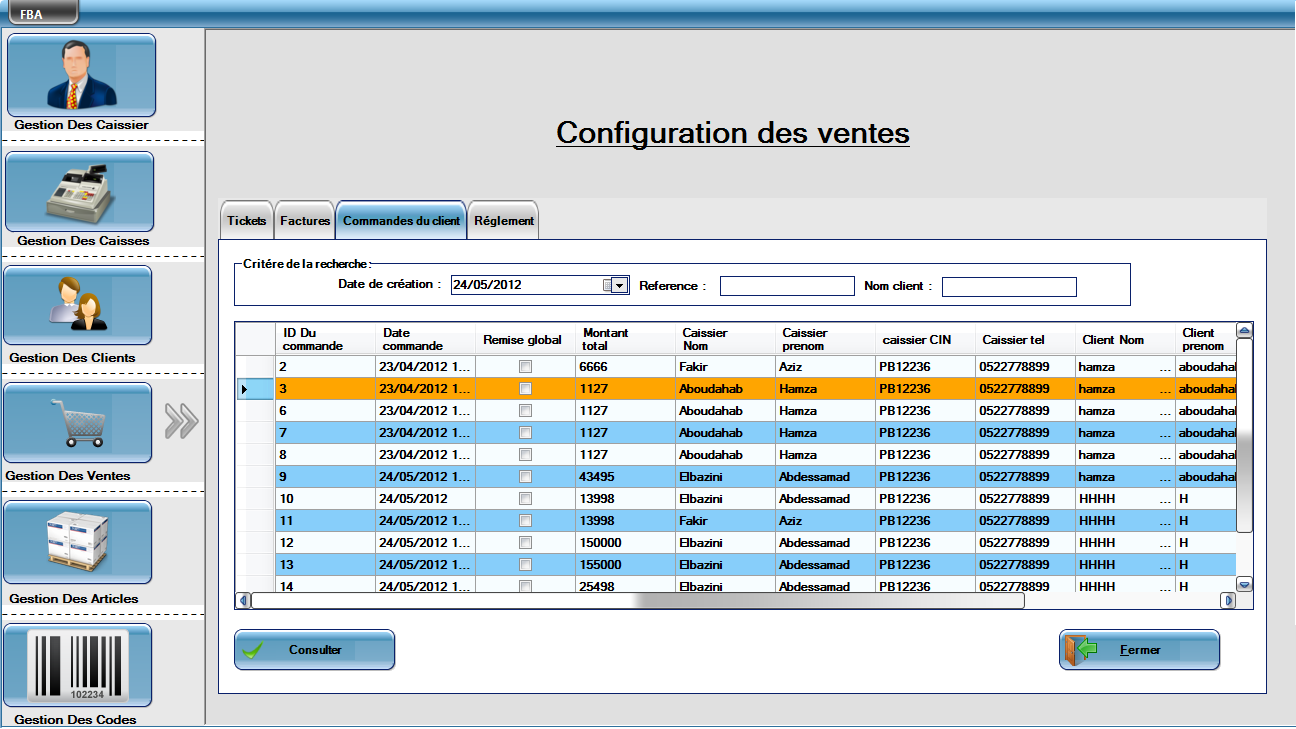 FBA
Gestion Des Caissier
Gestion Des Caisses
Gestion Des Clients
Gestion Des Ventes
Gestion Des Articles
102234
Gestion Des Codes
Configuration des ventes
Tickets Factures Commandes du client Réglement
Critére de la recherche:
Date de création : 24/05/2012 Reference : Nom client :
ID Du commande Date commande Remise global Montant total Caissier Nom Caissier prenom caissier CIN Caissier tel Client Nom Client prenom
2 23/04/2012 1... 6666 Fakir Aziz PB12236 0522778899 hamza ... aboudaha
3 23/04/2012 1... 1127 Aboudahab Hamza PB12236 0522778899 hamza ... aboudaha
6 23/04/2012 1... 1127 Aboudahab Hamza PB12236 0522778899 hamza ... aboudaha
7 23/04/2012 1... 1127 Aboudahab Hamza PB12236 0522778899 hamza ... aboudaha
8 23/04/2012 1... 1127 Aboudahab Hamza PB12236 0522778899 hamza ... aboudaha
9 24/05/2012 1... 43495 Elbazini Abdessamad PB12236 0522778899 hamza ... aboudaha
10 24/05/2012 13998 Elbazini Abdessamad PB12236 0522778899 HHHH ... H
11 24/05/2012 1... 13998 Fakir Aziz PB12236 0522778899 HHHH ... H
12 24/05/2012 1... 150000 Elbazini Abdessamad PB12236 0522778899 HHHH ... H
13 24/05/2012 1... 155000 Elbazini Abdessamad PB12236 0522778899 HHHH ... H
14 24/05/2012 1... 25498 Elbazini Abdessamad PB12236 0522778899 HHHH ... H
Consulter Fermer